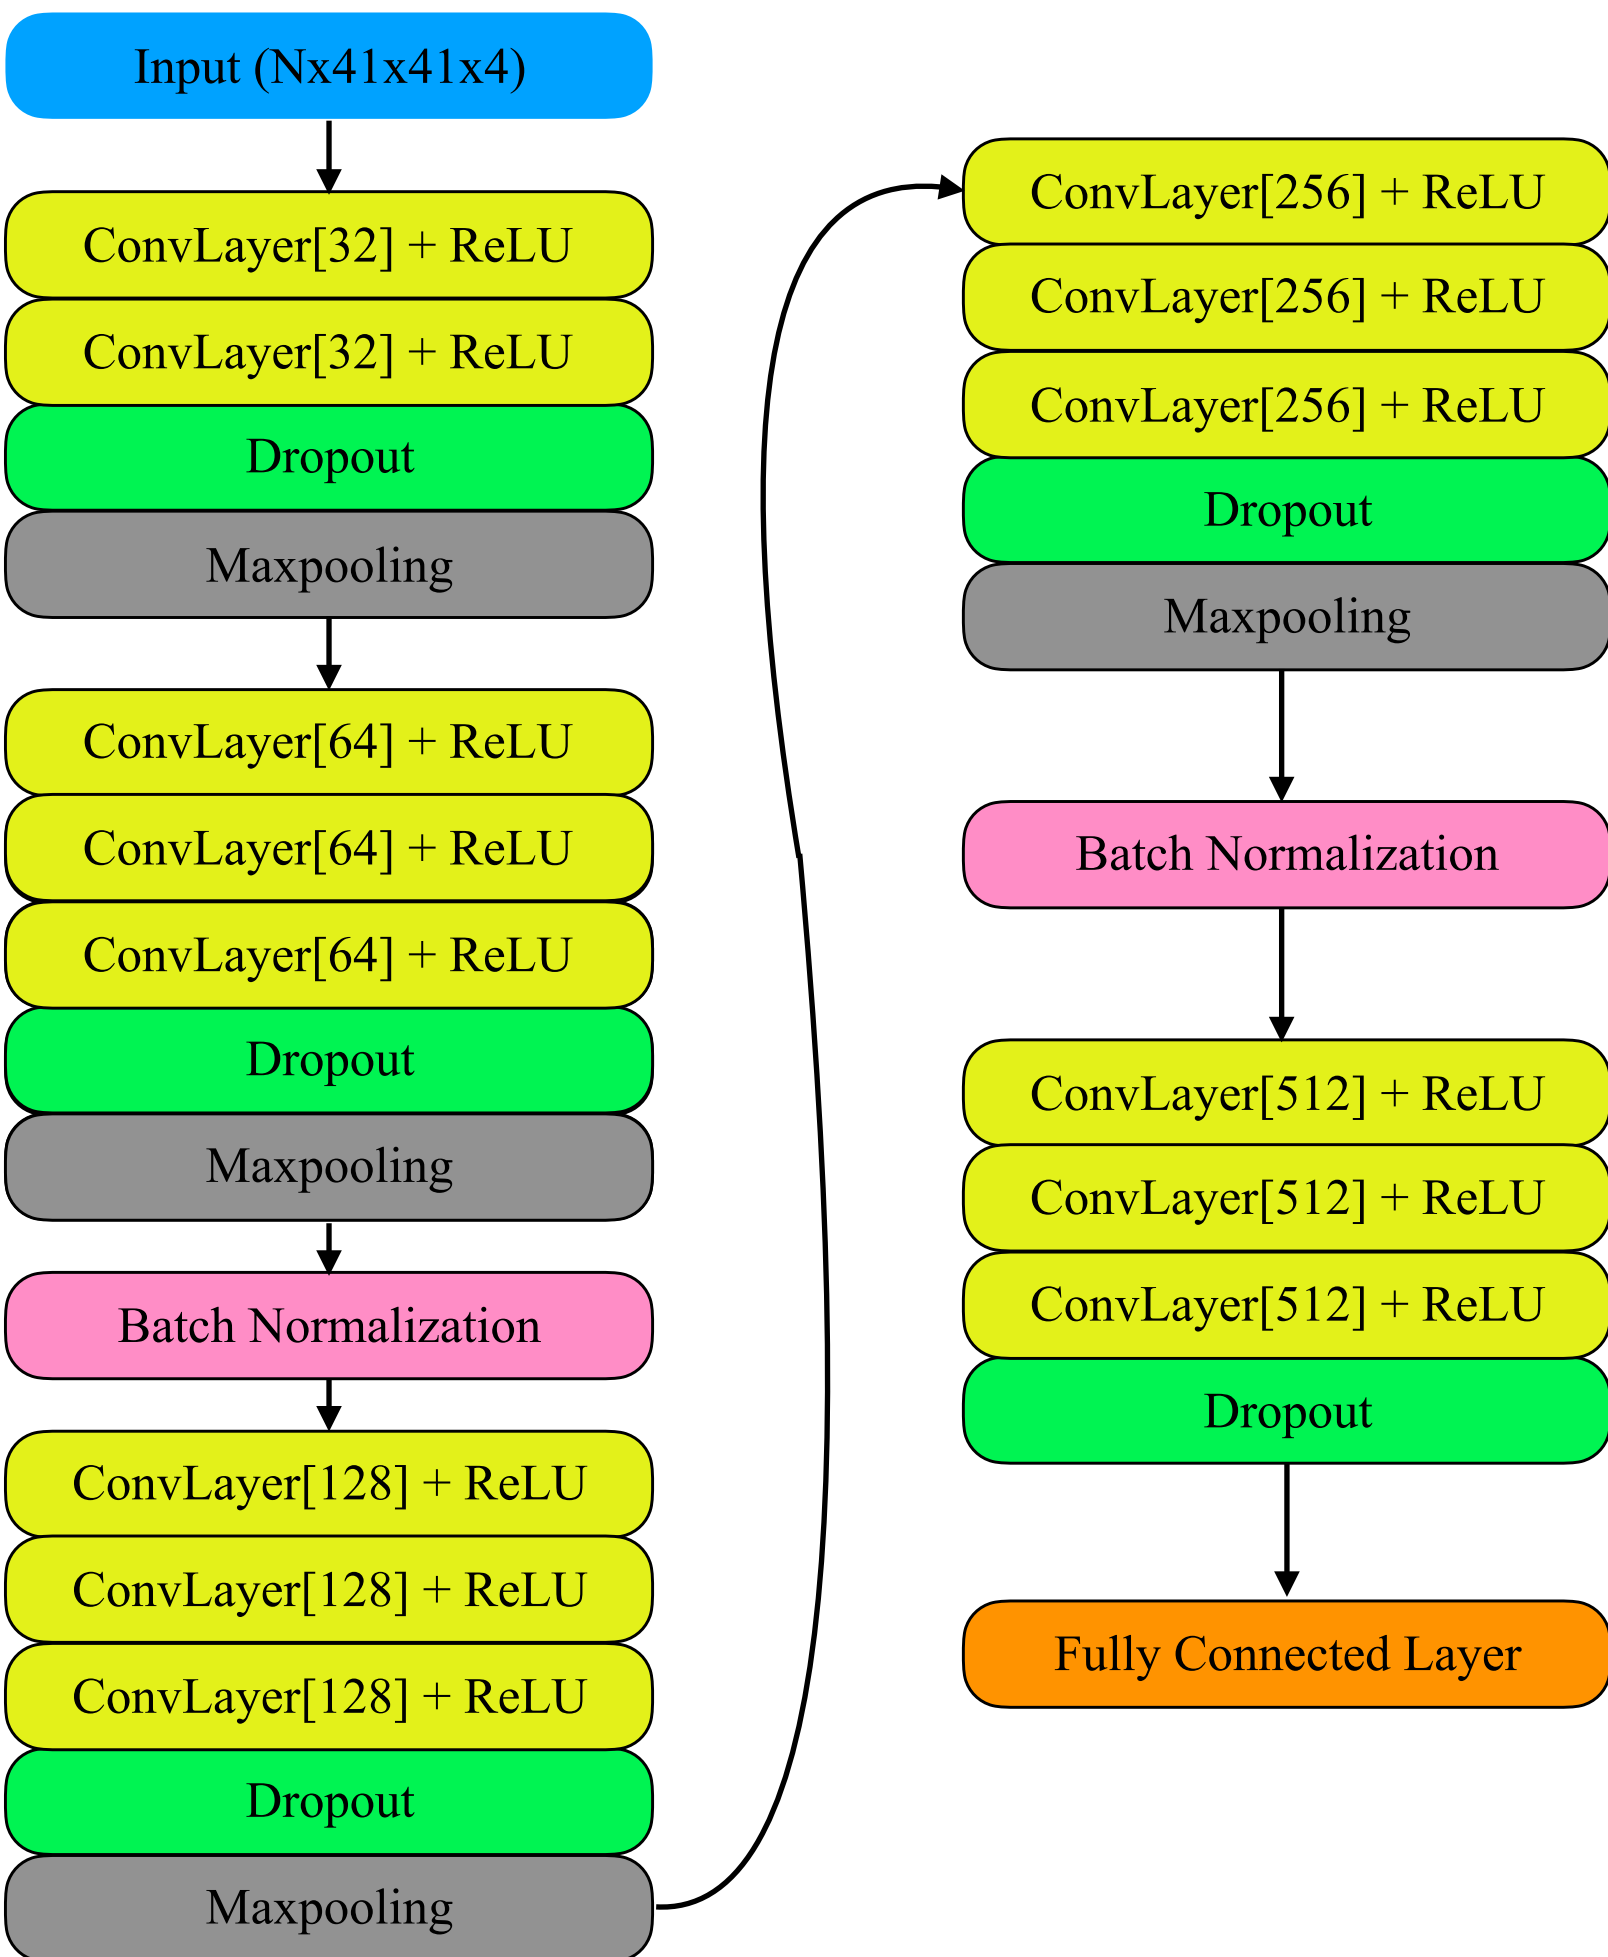 Input (Nx41x41x4)
ConvLayer[32] + ReLU
ConvLayer[32] + ReLU
Dropout
Maxpooling
ConvLayer[64] + ReLU
ConvLayer[64] + ReLU
ConvLayer[64] + ReLU
Dropout
Maxpooling
Batch Normalization
ConvLayer[128] + ReLU
ConvLayer[128] + ReLU
ConvLayer[128] + ReLU
Dropout
Maxpooling
ConvLayer[256] + ReLU
ConvLayer[256] + ReLU
ConvLayer[256] + ReLU
Dropout
Maxpooling
Batch Normalization
ConvLayer[512] + ReLU
ConvLayer[512] + ReLU
ConvLayer[512] + ReLU
Dropout
Fully Connected Layer